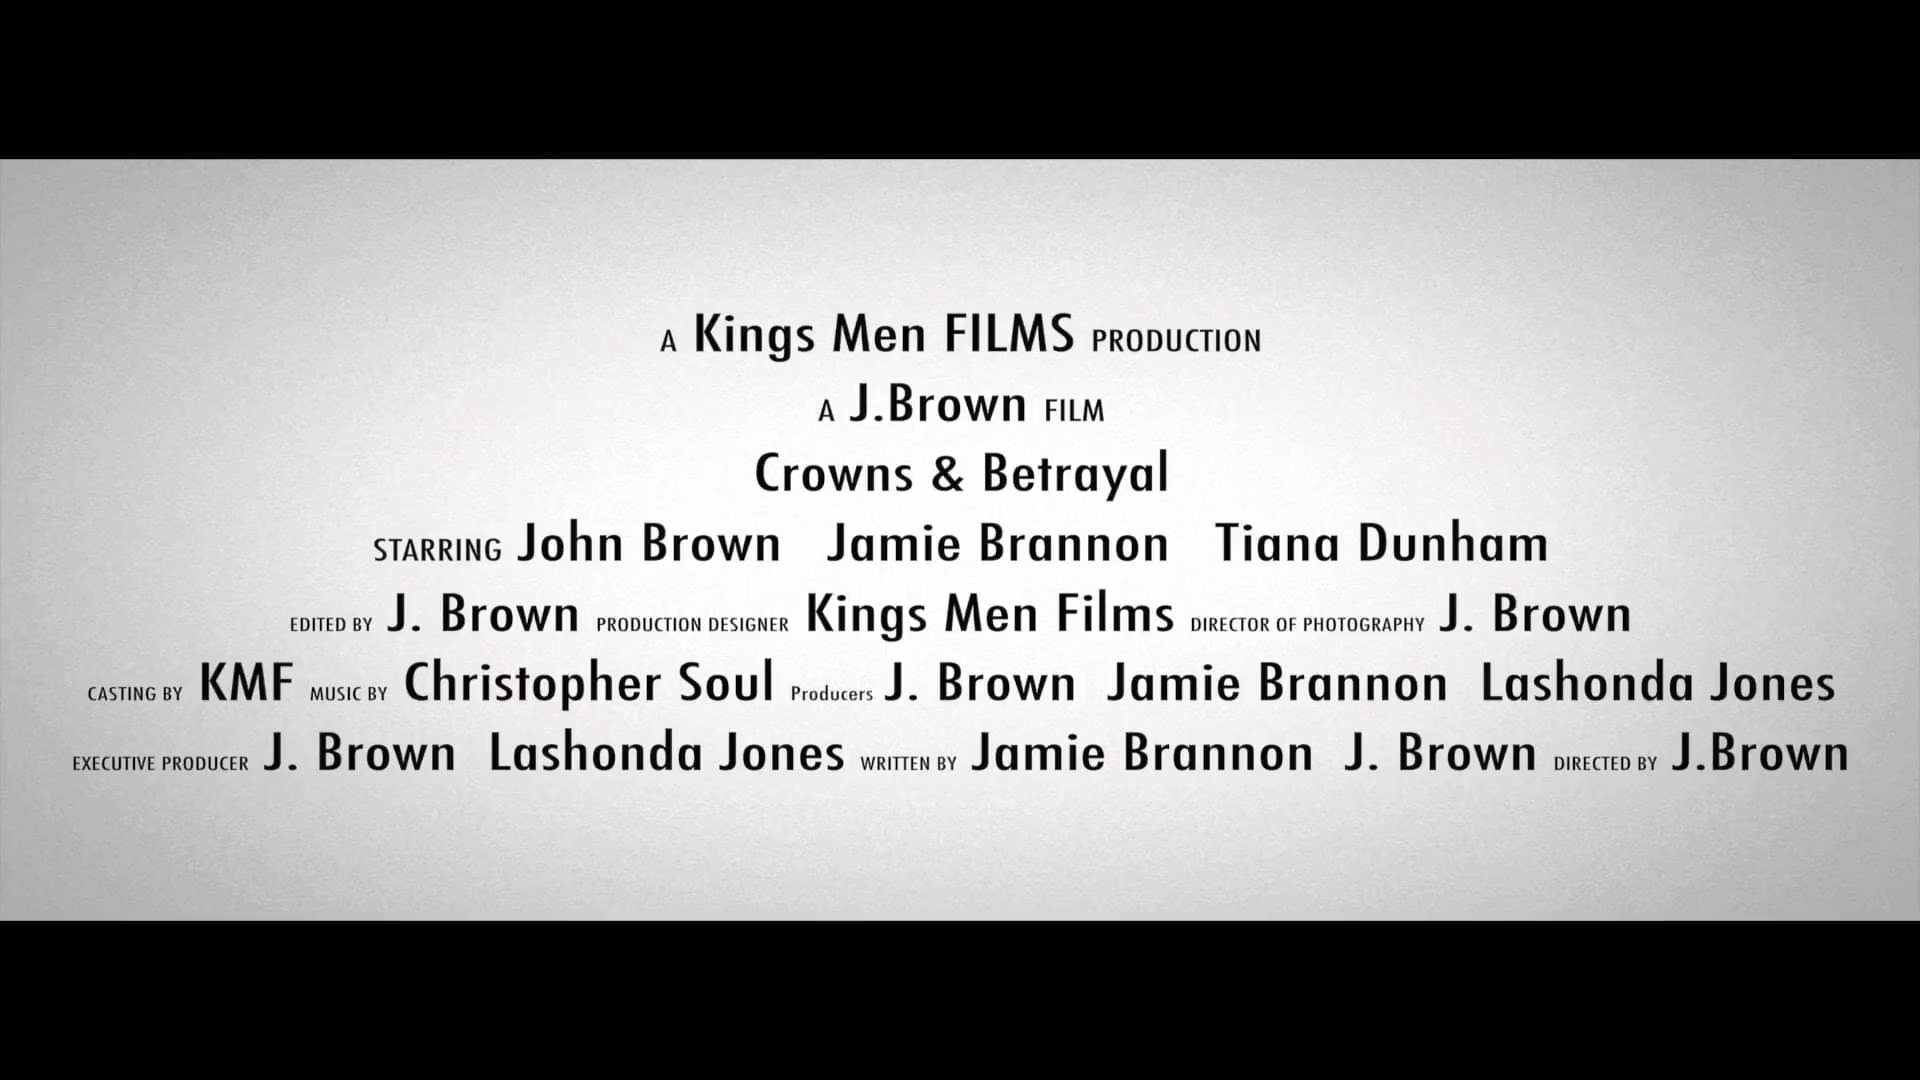 A Kings Men FILMS PRODUCTION
A J.Brown FILM
Crowns & Betrayal
STARRING John Brown Jamie Brannon Tiana Dunham
EDITED BY J. Brown PRODUCTION DESIGNER Kings Men Films DIRECTOR OF PHOTOGRAPHY J. Brown
CASTING BY KMF MUSIC BY Christopher Soul Producers J. Brown Jamie Brannon Lashonda Jones
EXECUTIVE PRODUCER J. Brown Lashonda Jones WRITTEN BY Jamie Brannon J. Brown DIRECTED BY J.Brown